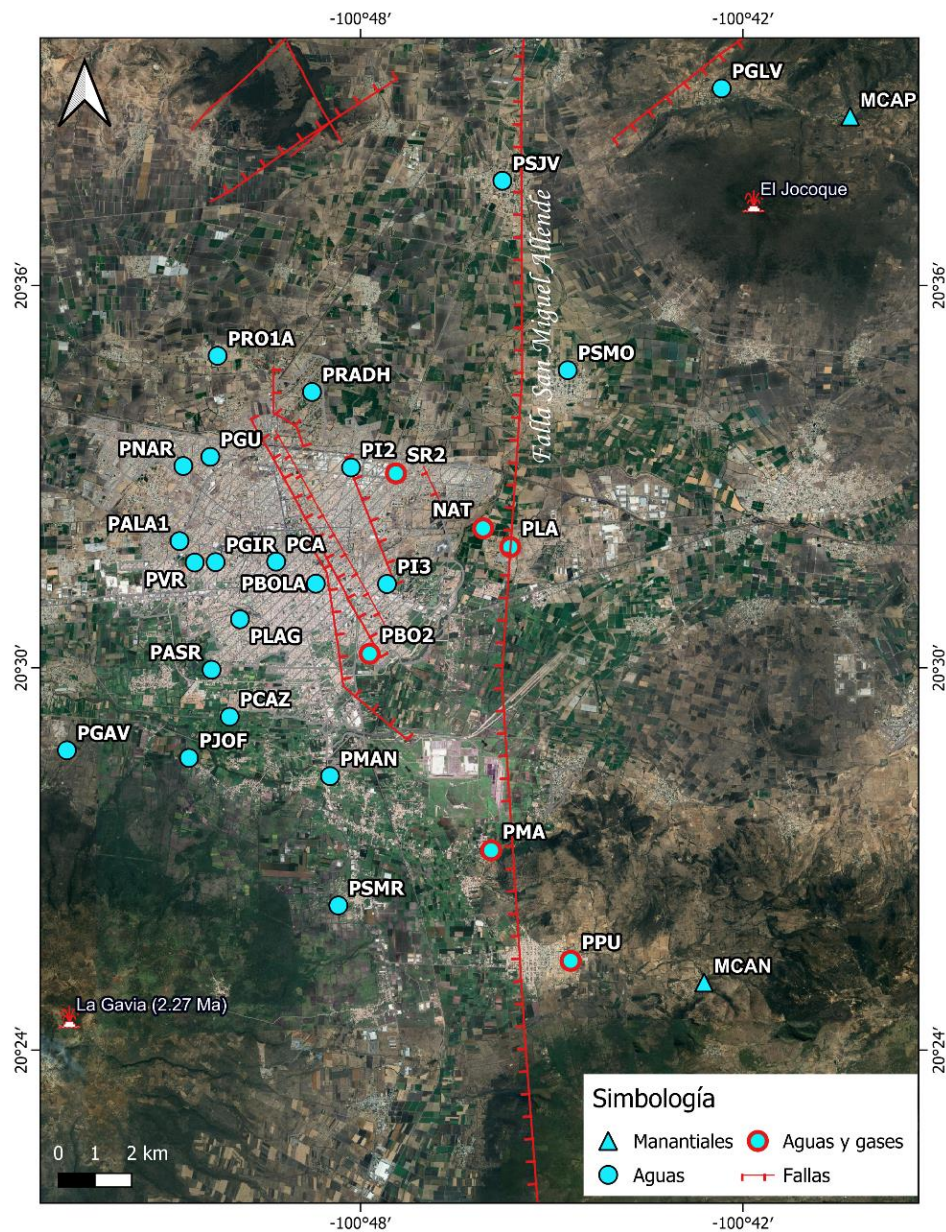 -100°48' -100°42'
PGLV
MCAP
PSJV
El Jocoque
Falla San Miguel Allende
20°36' 20°36'
PRO1A
PSMO
PRADH
PNAR PGU PI2 SR2
NAT PLA
PALA1
PGIR PCA
PVR PBOLA PI3
PLAG
PBO2
PASR
20°30' 20°30'
PCAZ
PGAV PJOF
PMAN
PMA
PSMR
PPU
MCAN
La Gavia (2.27 Ma)
20°24' 20°24'
Simbología
Manantiales Aguas y gases
Aguas Fallas
0 1 2 km
-100°48' -100°42'